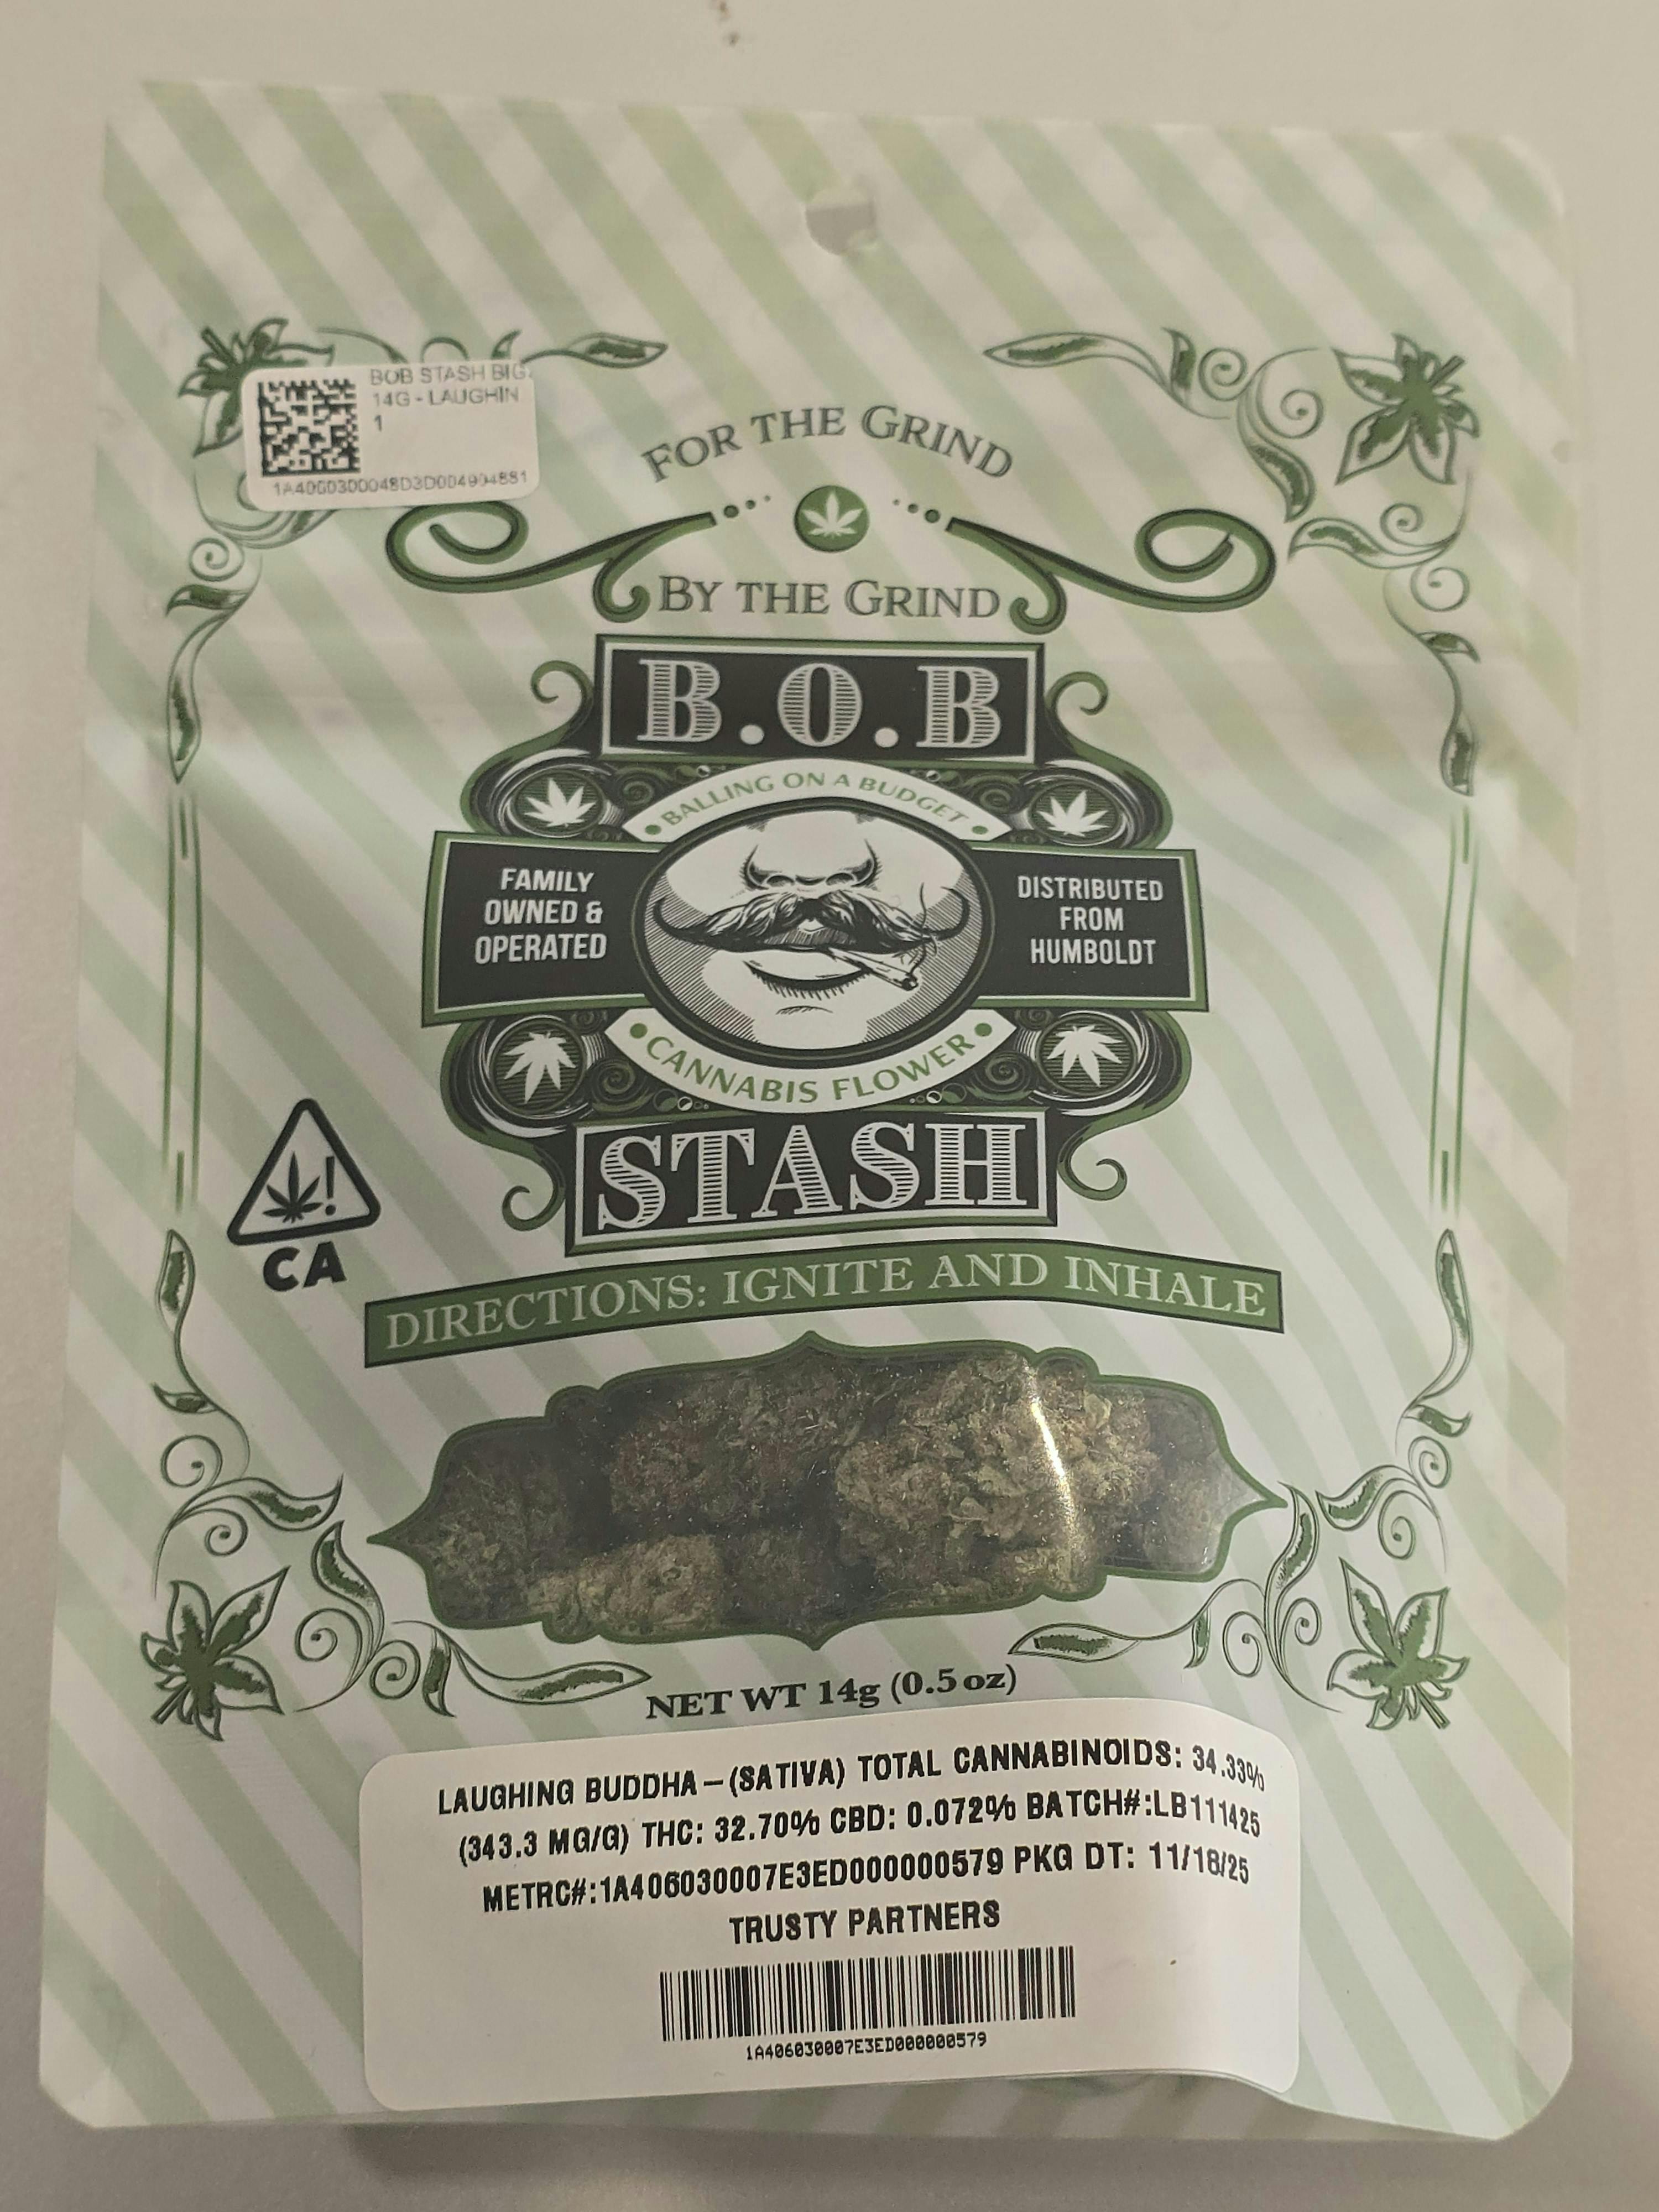 BOB STASH BIG
14G - LAUGHIN
1
FOR THE GRIND
BY THE GRIND
B.O.B
BALLING ON A BUDGET
FAMILY
OWNED &
OPERATED
DISTRIBUTED
FROM
HUMBOLDT
CANNABIS FLOWER
STASH
CA
DIRECTIONS: IGNITE AND INHALE
NET WT 14g (0.5 oz)
LAUGHING BUDDHA – (SATIVA) TOTAL CANNABINOIDS: 34.33%
(343.3 MG/G) THC: 32.70% CBD: 0.072% BATCH#:LB111425
METRC#:1A406030007E3ED000000579 PKG DT: 11/18/25
TRUSTY PARTNERS
1A406030007E3ED000000579